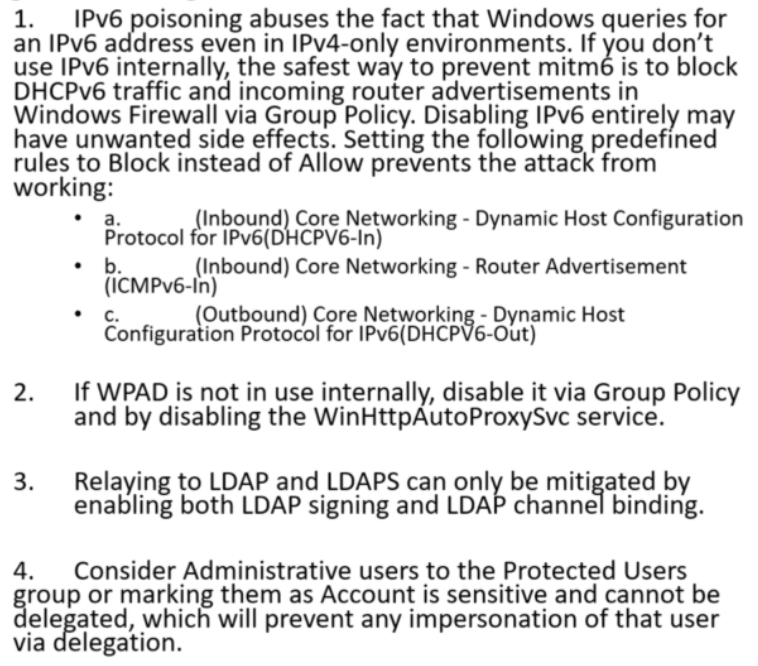 1. IPv6 poisoning abuses the fact that Windows queries for
an IPv6 address even in IPv4-only environments. If you don't
use IPv6 internally, the safest way to prevent mitm6 is to block
DHCPv6 traffic and incoming router advertisements in
Windows Firewall via Group Policy. Disabling IPv6 entirely may
have unwanted side effects. Setting the following predefined
rules to Block instead of Allow prevents the attack from
working:
• a. (Inbound) Core Networking - Dynamic Host Configuration
Protocol for IPv6(DHCPV6-In)
• b. (Inbound) Core Networking - Router Advertisement
(ICMPv6-In)
• c. (Outbound) Core Networking - Dynamic Host
Configuration Protocol for IPv6(DHCPV6-Out)
2. If WPAD is not in use internally, disable it via Group Policy
and by disabling the WinHttpAutoProxySvc service.
3. Relaying to LDAP and LDAPS can only be mitigated by
enabling both LDAP signing and LDAP channel binding.
4. Consider Administrative users to the Protected Users
group or marking them as Account is sensitive and cannot be
delegated, which will prevent any impersonation of that user
via delegation.